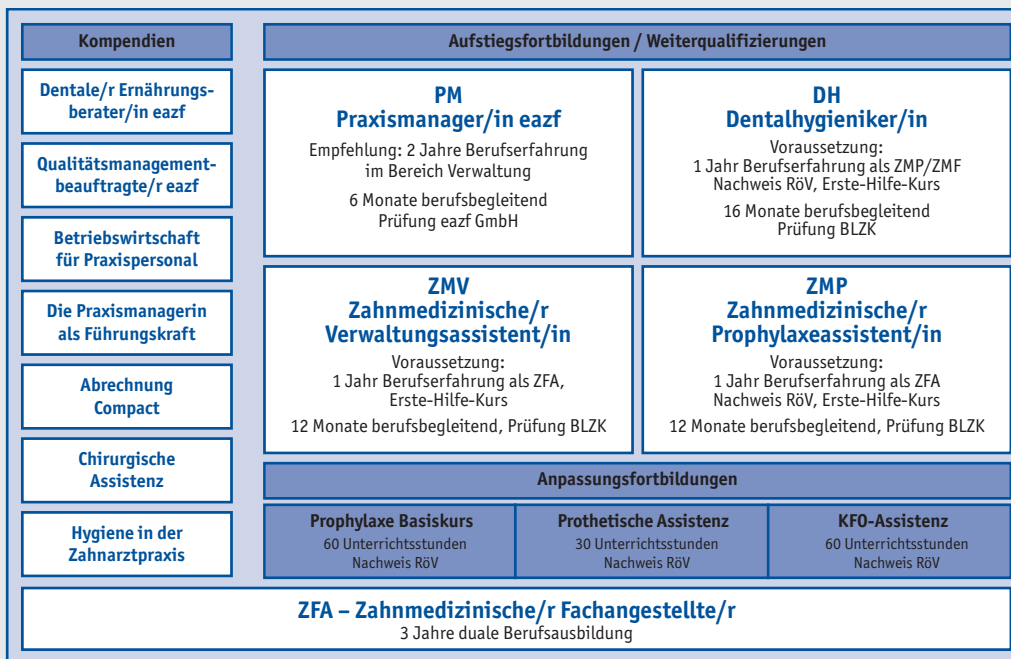 Kompendien
Dentale/r Ernährungs-
berater/in eazf
Qualitätsmanagement-
beauftragte/r eazf
Betriebswirtschaft
für Praxispersonal
Die Praxismanagerin
als Führungskraft
Abrechnung
Compact
Chirurgische
Assistenz
Hygiene in der
Zahnarztpraxis
Aufstiegsfortbildungen / Weiterqualifizierungen
PM
Praxismanager/in eazf
Empfehlung: 2 Jahre Berufserfahrung
im Bereich Verwaltung
6 Monate berufsbegleitend
Prüfung eazf GmbH
DH
Dentalhygieniker/in
Voraussetzung:
1 Jahr Berufserfahrung als ZMP/ZMF
Nachweis RöV, Erste-Hilfe-Kurs
16 Monate berufsbegleitend
Prüfung BLZK
ZMV
Zahnmedizinische/r
Verwaltungsassistent/in
Voraussetzung:
1 Jahr Berufserfahrung als ZFA,
Erste-Hilfe-Kurs
12 Monate berufsbegleitend, Prüfung BLZK
ZMP
Zahnmedizinische/r
Prophylaxeassistent/in
Voraussetzung:
1 Jahr Berufserfahrung als ZFA
Nachweis RöV, Erste-Hilfe-Kurs
12 Monate berufsbegleitend, Prüfung BLZK
Anpassungsfortbildungen
Prophylaxe Basiskurs
60 Unterrichtsstunden
Nachweis RöV
Prothetische Assistenz
30 Unterrichtsstunden
Nachweis RöV
KFO-Assistenz
60 Unterrichtsstunden
Nachweis RöV
ZFA – Zahnmedizinische/r Fachangestellte/r
3 Jahre duale Berufsausbildung